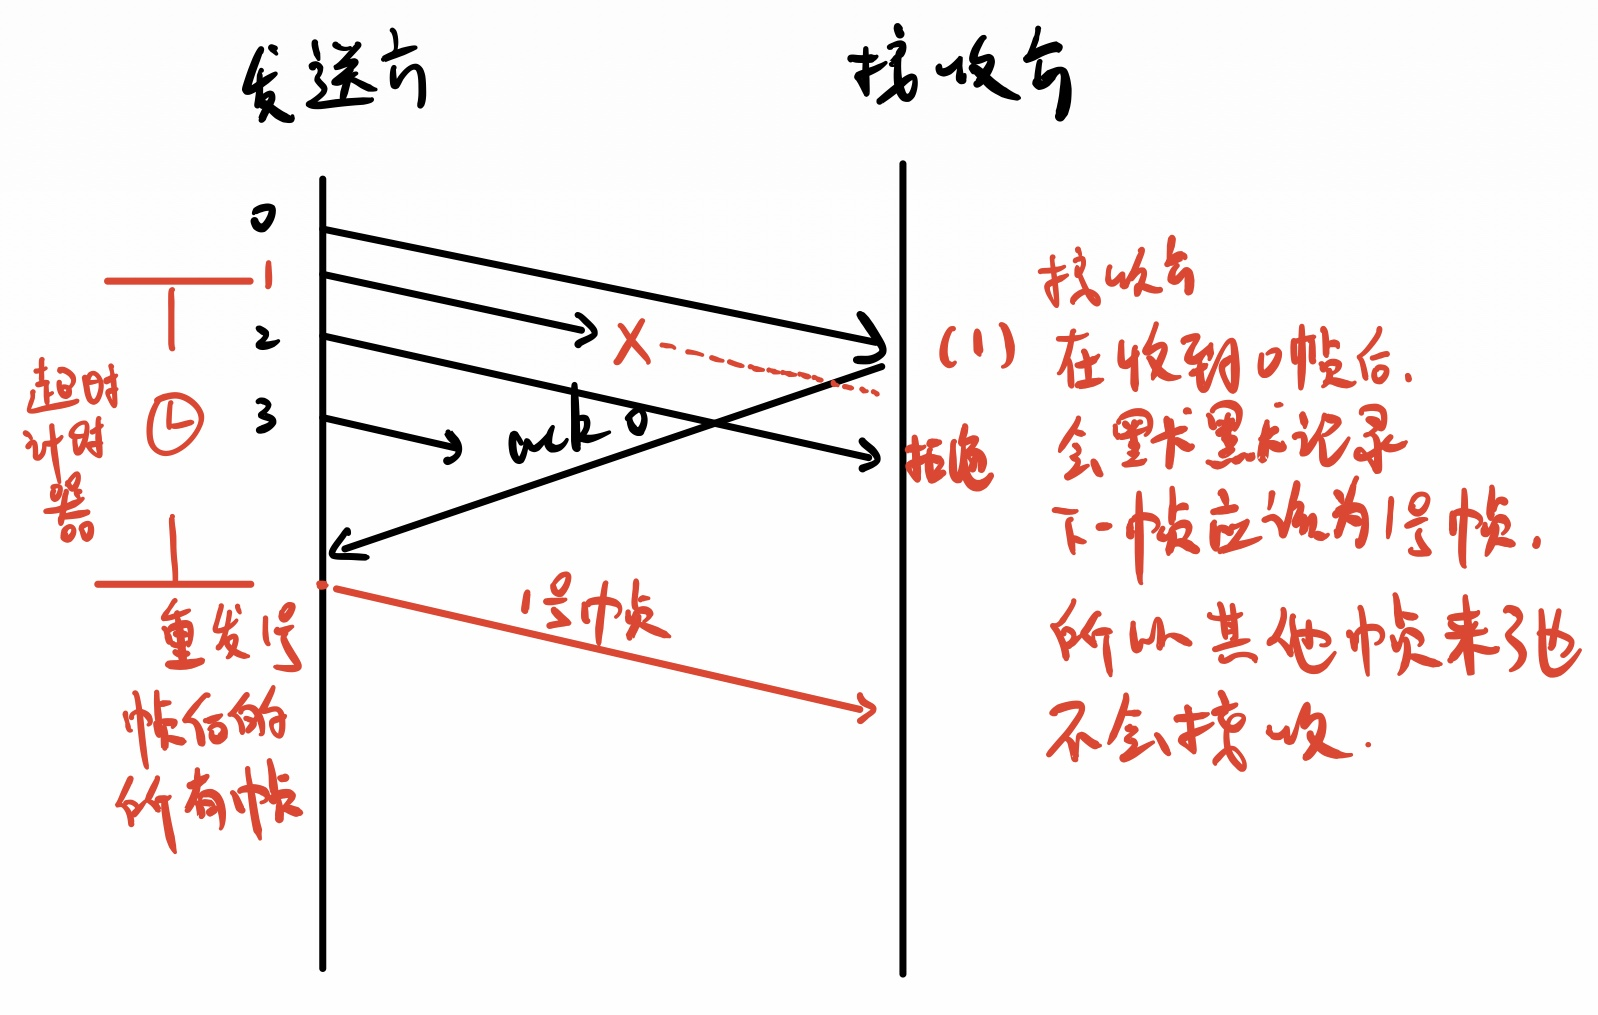 发送方
接收方
0
1
2
3
超时
计时
器
X
ack 0
拒绝
(1)
接收方
在收到0帧后.
会默默记录
下一帧应该为1号帧.
所以其他帧来了他
不会接收.
1号帧
重发1号
帧后的
所有帧